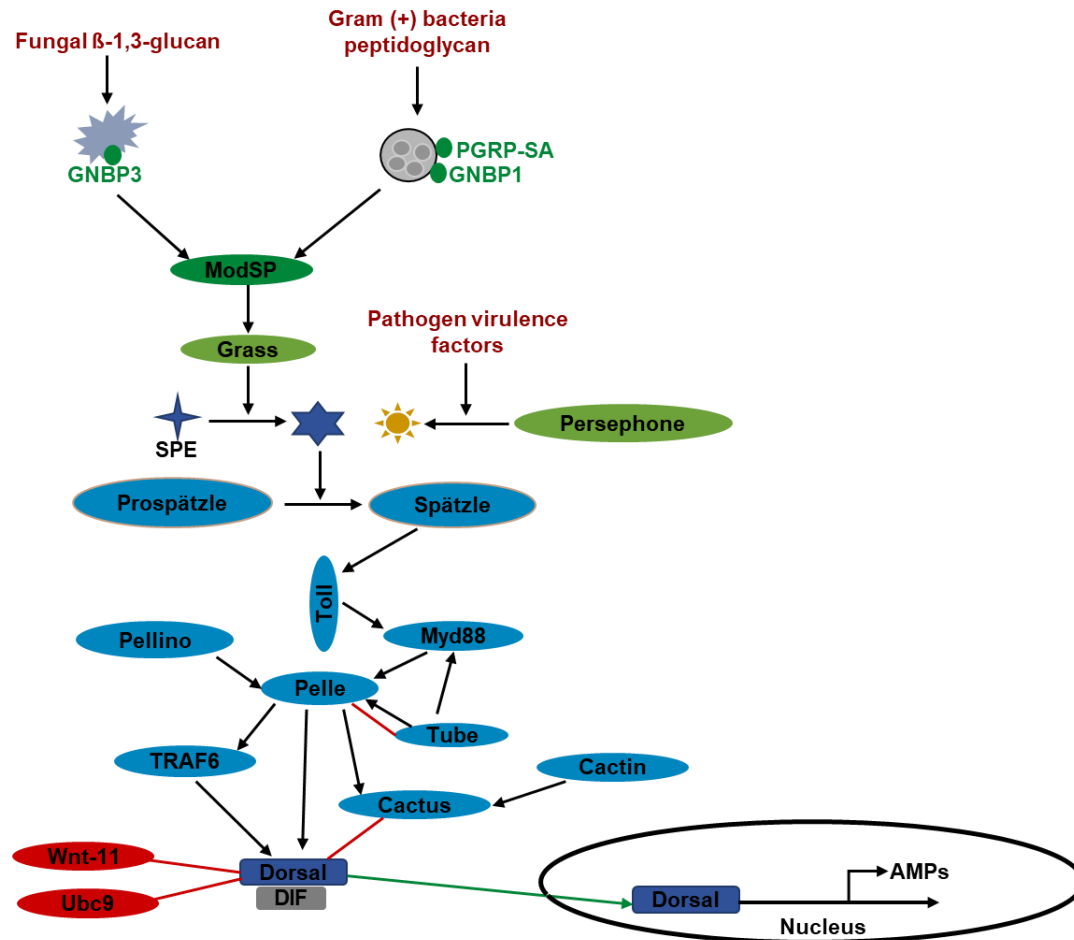 Fungal ß-1,3-glucan
Gram (+) bacteria
peptidoglycan
GNBP3
PGRP-SA
GNBP1
ModSP
Grass
Pathogen virulence
factors
SPE
Persephone
Prospätzle
Spätzle
Toll
Pellino
Myd88
Pelle
Tube
TRAF6
Cactin
Cactus
Wnt-11
Dorsal
DIF
Ubc9
AMPs
Dorsal
Nucleus